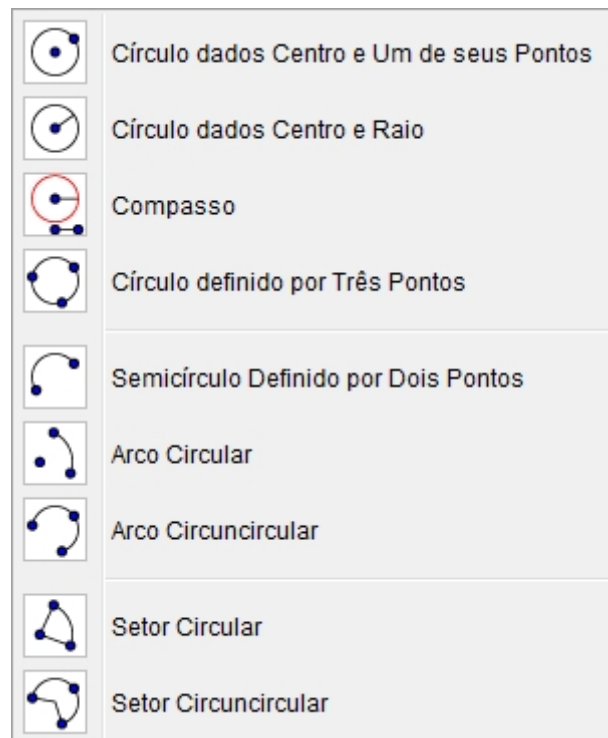 Círculo dados Centro e Um de seus Pontos
Círculo dados Centro e Raio
Compasso
Círculo definido por Três Pontos
Semicírculo Definido por Dois Pontos
Arco Circular
Arco Circuncircular
Setor Circular
Setor Circuncircular